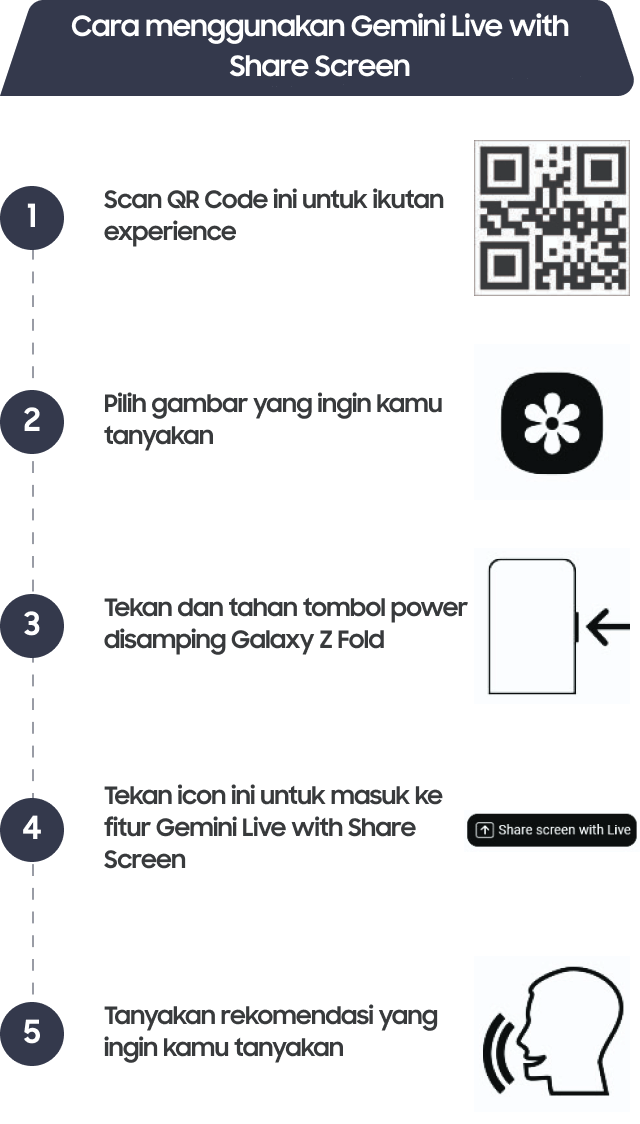 Cara menggunakan Gemini Live with
Share Screen
1
Scan QR Code ini untuk ikutan
experience
2
Pilih gambar yang ingin kamu
tanyakan
3
Tekan dan tahan tombol power
disamping Galaxy Z Fold
4
Tekan icon ini untuk masuk ke
fitur Gemini Live with Share
Screen
Share screen with Live
5
Tanyakan rekomendasi yang
ingin kamu tanyakan